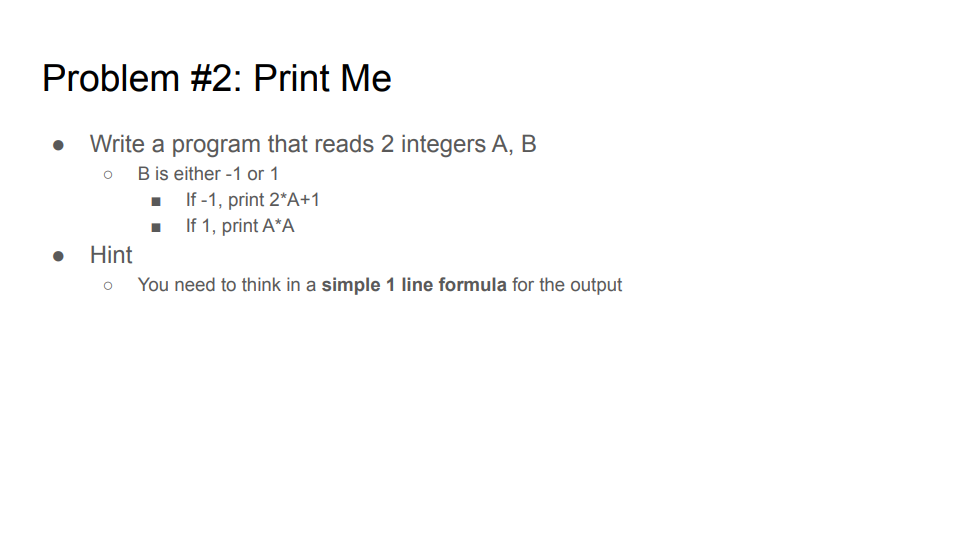 Problem #2: Print Me
● Write a program that reads 2 integers A, B
○ B is either -1 or 1
■ If -1, print 2*A+1
■ If 1, print A*A
● Hint
○ You need to think in a simple 1 line formula for the output